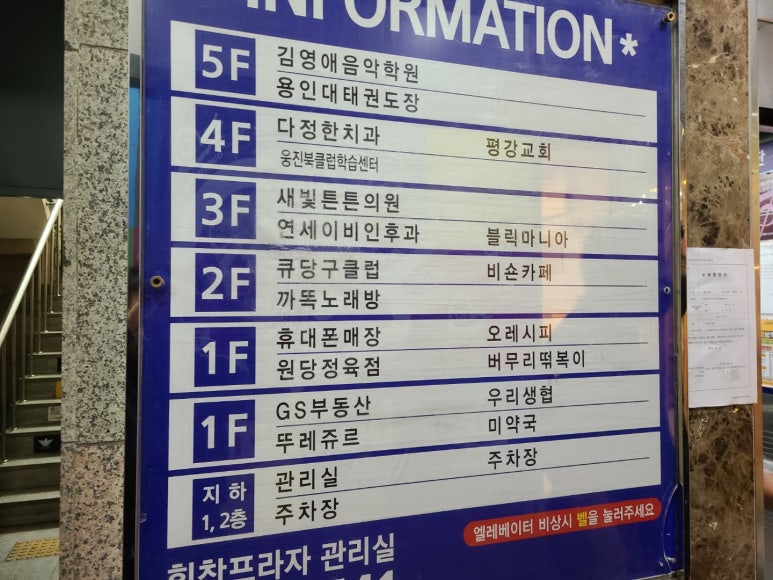 INFORMATION*
5F 김영애음악학원
용인대태권도장
4F 다정한치과 평강교회
웅진북클럽학습센터
3F 새빛튼튼의원
연세이비인후과 블릭마니아
2F 큐당구클럽 비숀카페
까똑노래방
1F 휴대폰매장 오레시피
원당정육점 버무리떡볶이
1F GS부동산 우리생협
뚜레쥬르 미약국
지하 1, 2층 관리실 주차장
주차장
엘레베이터 비상시 벨을 눌러주세요
프라자 관리실